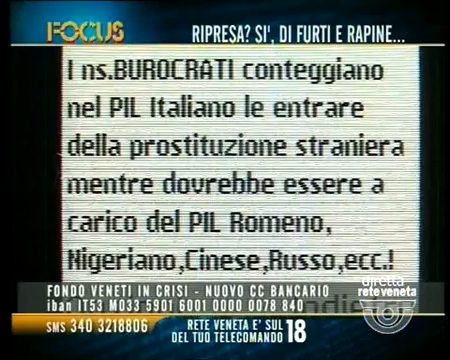 FOCUS
RIPRESA? SI', DI FURTI E RAPINE...
I ns.BUROCRATI conteggiano
nel PIL Italiano le entrare
della prostituzione straniera
mentre dovrebbe essere a
carico del PIL Romeno,
Nigeriano,Cinese,Russo,ecc.!
diretta
reteveneta
FONDO VENETI IN CRISI - NUOVO CC BANCARIO
iban IT53 M033 5901 6001 0000 0078 840
SMS 340 3218806
RETE VENETA E' SUL
DEL TUO TELECOMANDO 18